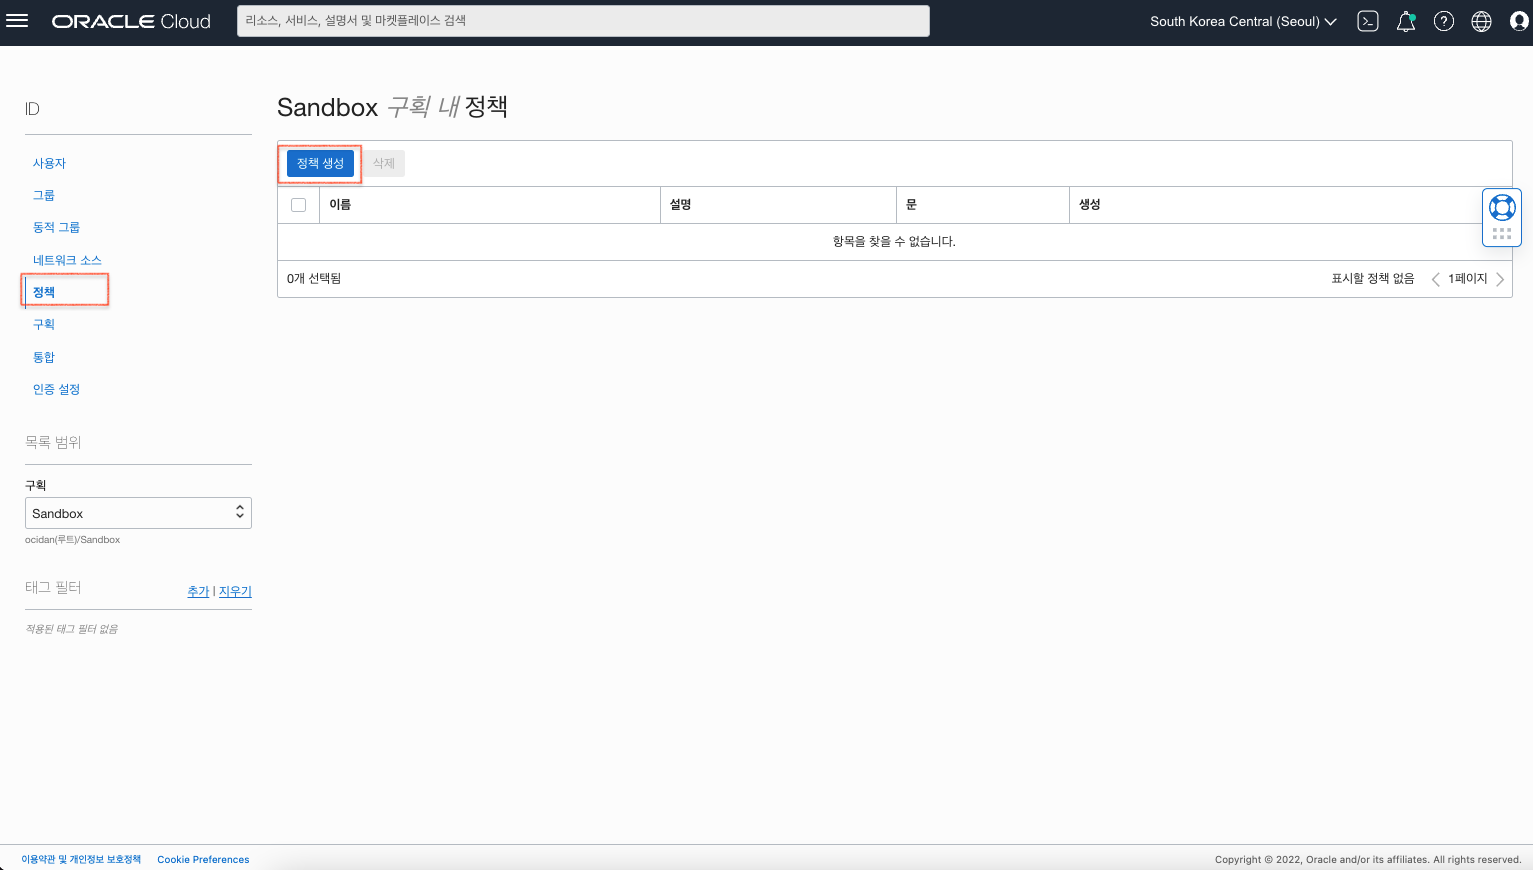 ORACLE Cloud
리소스, 서비스, 설명서 및 마켓플레이스 검색
South Korea Central (Seoul)
ID
사용자
그룹
동적 그룹
네트워크 소스
정책
구획
통합
인증 설정
목록 범위
구획
Sandbox
ocidan(루트)/Sandbox
태그 필터
추가 | 지우기
적용된 태그 필터 없음
Sandbox 구획 내 정책
정책 생성 삭제
이름 설명 문 생성
항목을 찾을 수 없습니다.
0개 선택됨 표시할 정책 없음 1페이지
이용약관 및 개인정보 보호정책 Cookie Preferences
Copyright © 2022, Oracle and/or its affiliates. All rights reserved.